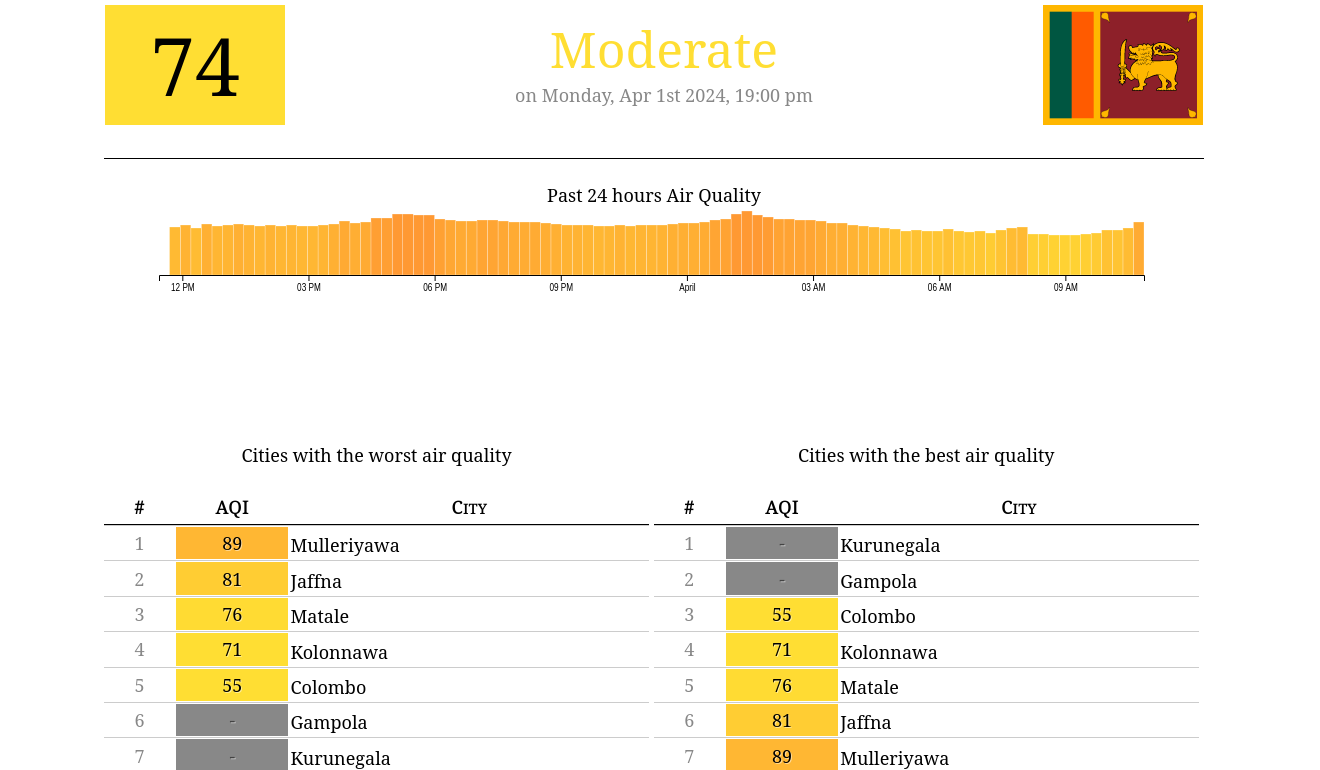 74
Moderate
on Monday, Apr 1st 2024, 19:00 pm
Past 24 hours Air Quality
12 PM 03 PM 06 PM 09 PM April 03 AM 06 AM 09 AM
Cities with the worst air quality
# AQI City
1 89 Mulleriyawa
2 81 Jaffna
3 76 Matale
4 71 Kolonnawa
5 55 Colombo
6 - Gampola
7 - Kurunegala
Cities with the best air quality
# AQI City
1 - Kurunegala
2 - Gampola
3 55 Colombo
4 71 Kolonnawa
5 76 Matale
6 81 Jaffna
7 89 Mulleriyawa